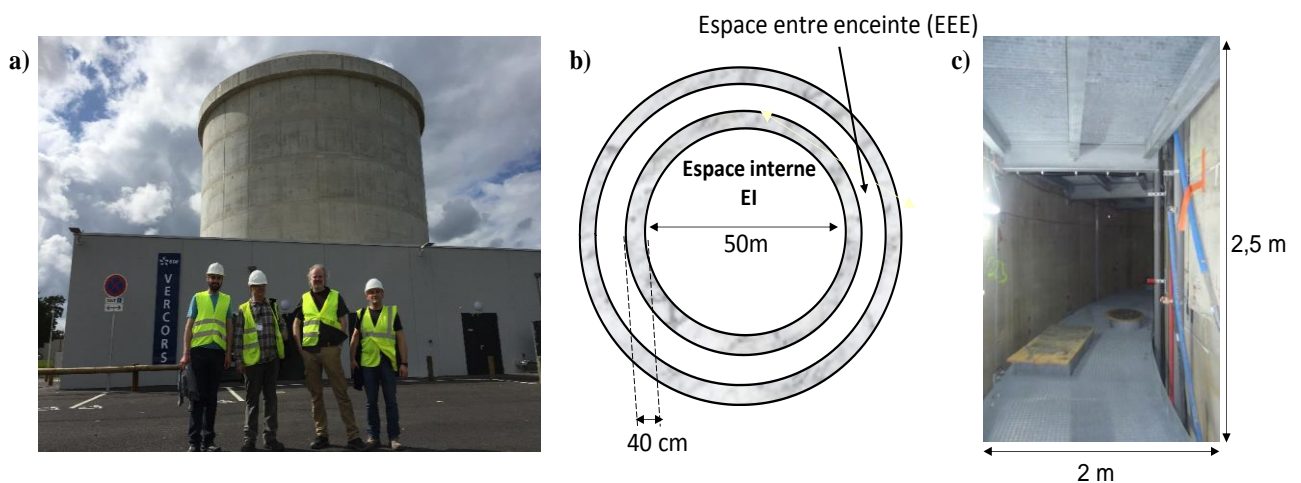 a)
VERCORS
b)
Espace entre enceinte (EEE)
Espace interne
EI
50m
40 cm
c)
2,5 m
2 m